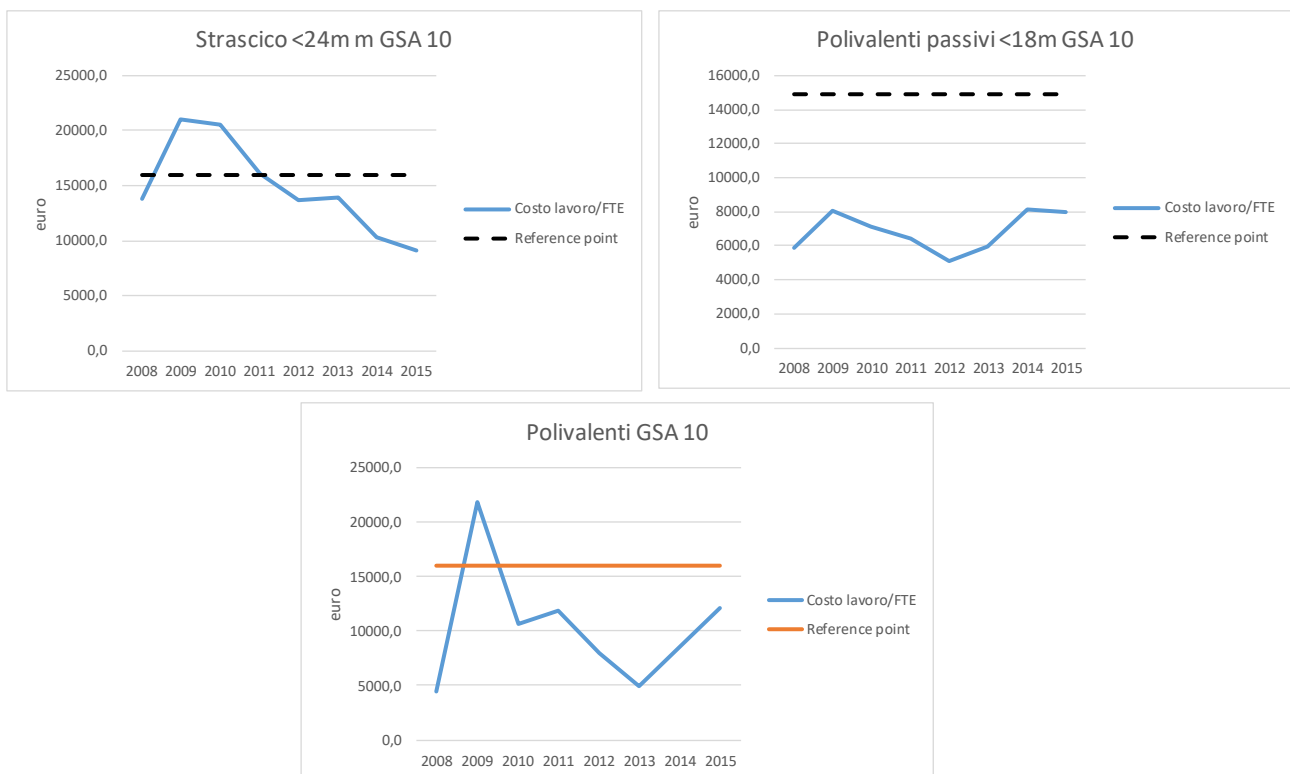 Strascico <24m m GSA 10
25000,0
20000,0
15000,0
10000,0
5000,0
0,0
euro
2008 2009 2010 2011 2012 2013 2014 2015
Costo lavoro/FTE
Reference point
Polivalenti passivi <18m GSA 10
16000,0
14000,0
12000,0
10000,0
8000,0
6000,0
4000,0
2000,0
0,0
euro
2008 2009 2010 2011 2012 2013 2014 2015
Costo lavoro/FTE
Reference point
Polivalenti GSA 10
25000,0
20000,0
15000,0
10000,0
5000,0
0,0
euro
2008 2009 2010 2011 2012 2013 2014 2015
Costo lavoro/FTE
Reference point